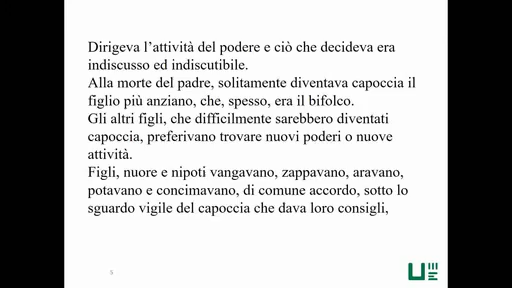 Dirigeva l’attività del podere e ciò che decideva era
indiscusso ed indiscutibile.
Alla morte del padre, solitamente diventava capoccia il
figlio più anziano, che, spesso, era il bifolco.
Gli altri figli, che difficilmente sarebbero diventati
capoccia, preferivano trovare nuovi poderi o nuove
attività.
Figli, nuore e nipoti vangavano, zappavano, aravano,
potavano e concimavano, di comune accordo, sotto lo
sguardo vigile del capoccia che dava loro consigli,
5